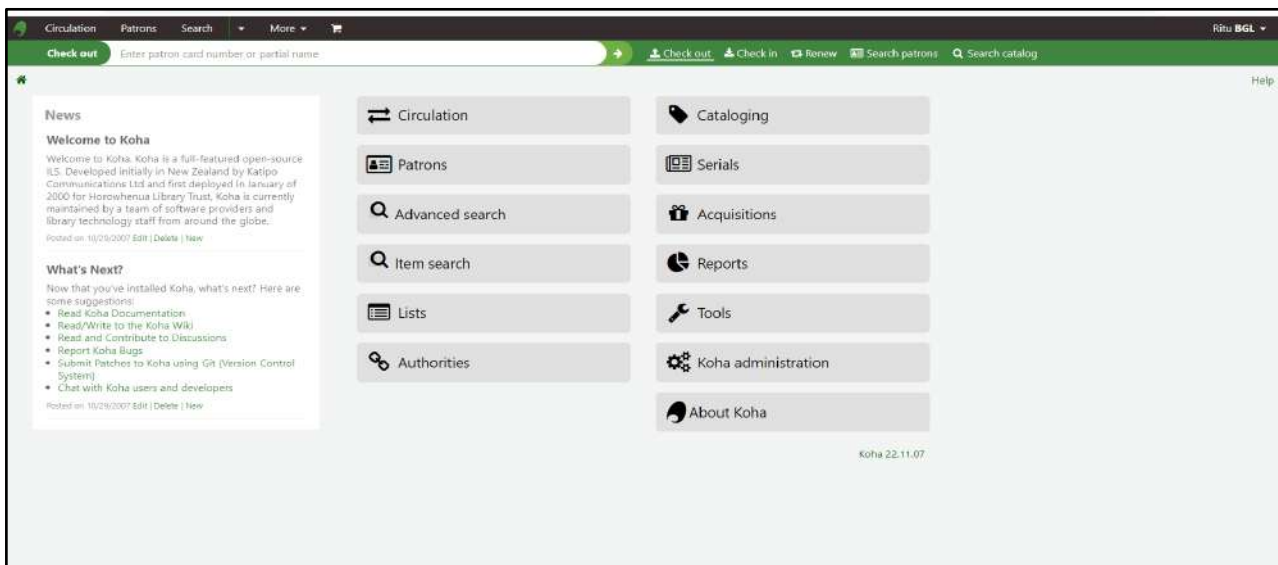 Circulation Patrons Search More Ritu BGL
Check out Enter patron card number or partial name Check out Check in Renew Search patrons Search catalog
Help
News
Welcome to Koha
Welcome to Koha. Koha is a full-featured open-source
ILS. Developed initially in New Zealand by Katipo
Communications Ltd and first deployed in January of
2000 for Horowhenua Library Trust, Koha is currently
maintained by a team of software providers and
library technology staff from around the globe.
Posted on 10/29/2007 Edit | Delete | New
What's Next?
Now that you've installed Koha, what's next? Here are
some suggestions:
• Read Koha Documentation
• Read/Write to the Koha Wiki
• Read and Contribute to Discussions
• Report Koha Bugs
• Submit Patches to Koha using Git (Version Control
System)
• Chat with Koha users and developers
Posted on 10/29/2007 Edit | Delete | New
Circulation
Patrons
Advanced search
Item search
Lists
Authorities
Cataloging
Serials
Acquisitions
Reports
Tools
Koha administration
About Koha
Koha 22.11.07